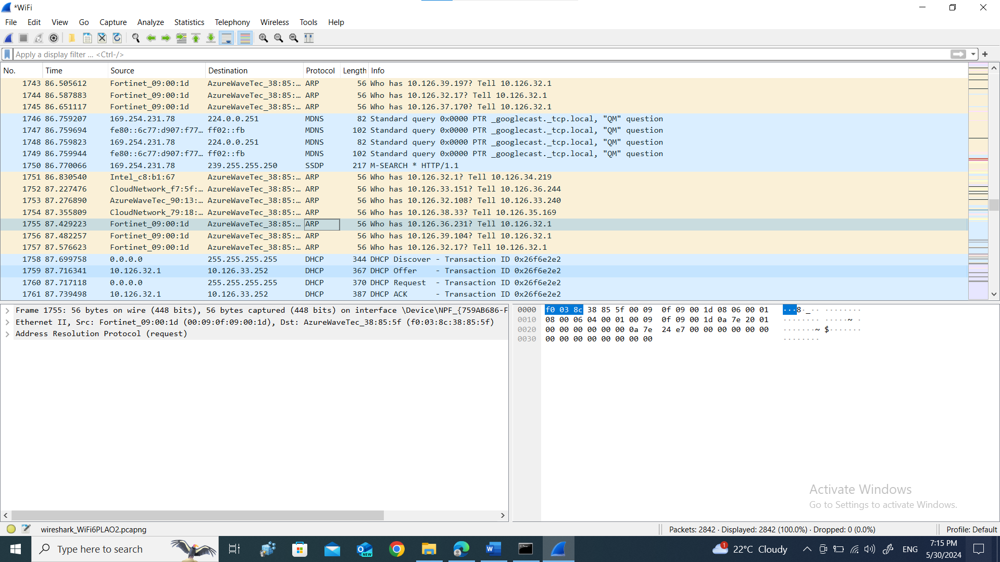 *WiFi
File Edit View Go Capture Analyze Statistics Telephony Wireless Tools Help
Apply a display filter ... <Ctrl-/>
No. Time Source Destination Protocol Length Info
1743 86.505612 Fortinet_09:00:1d AzureWaveTec_38:85:… ARP 56 Who has 10.126.39.197? Tell 10.126.32.1
1744 86.587883 Fortinet_09:00:1d AzureWaveTec_38:85:… ARP 56 Who has 10.126.32.17? Tell 10.126.32.1
1745 86.651117 Fortinet_09:00:1d AzureWaveTec_38:85:… ARP 56 Who has 10.126.37.170? Tell 10.126.32.1
1746 86.759207 169.254.231.78 224.0.0.251 MDNS 82 Standard query 0x0000 PTR _googlecast._tcp.local, "QM" question
1747 86.759694 fe80::6c77:d907:f77… ff02::fb MDNS 102 Standard query 0x0000 PTR _googlecast._tcp.local, "QM" question
1748 86.759823 169.254.231.78 224.0.0.251 MDNS 82 Standard query 0x0000 PTR _googlecast._tcp.local, "QM" question
1749 86.759944 fe80::6c77:d907:f77… ff02::fb MDNS 102 Standard query 0x0000 PTR _googlecast._tcp.local, "QM" question
1750 86.770066 169.254.231.78 239.255.255.250 SSDP 217 M-SEARCH * HTTP/1.1
1751 86.830540 Intel_c8:b1:67 AzureWaveTec_38:85:… ARP 56 Who has 10.126.32.1? Tell 10.126.34.219
1752 87.227476 CloudNetwork_f7:5f:… AzureWaveTec_38:85:… ARP 56 Who has 10.126.33.151? Tell 10.126.36.244
1753 87.276890 AzureWaveTec_90:13:… AzureWaveTec_38:85:… ARP 56 Who has 10.126.32.108? Tell 10.126.33.240
1754 87.355809 CloudNetwork_79:18:… AzureWaveTec_38:85:… ARP 56 Who has 10.126.38.33? Tell 10.126.35.169
1755 87.429223 Fortinet_09:00:1d AzureWaveTec_38:85:… ARP 56 Who has 10.126.36.231? Tell 10.126.32.1
1756 87.482257 Fortinet_09:00:1d AzureWaveTec_38:85:… ARP 56 Who has 10.126.39.104? Tell 10.126.32.1
1757 87.576623 Fortinet_09:00:1d AzureWaveTec_38:85:… ARP 56 Who has 10.126.32.17? Tell 10.126.32.1
1758 87.699758 0.0.0.0 255.255.255.255 DHCP 344 DHCP Discover - Transaction ID 0x26f6e2e2
1759 87.716341 10.126.32.1 10.126.33.252 DHCP 367 DHCP Offer - Transaction ID 0x26f6e2e2
1760 87.717118 0.0.0.0 255.255.255.255 DHCP 370 DHCP Request - Transaction ID 0x26f6e2e2
1761 87.739498 10.126.32.1 10.126.33.252 DHCP 387 DHCP ACK - Transaction ID 0x26f6e2e2
Frame 1755: 56 bytes on wire (448 bits), 56 bytes captured (448 bits) on interface \Device\NPF_{759AB686-F
Ethernet II, Src: Fortinet_09:00:1d (00:09:0f:09:00:1d), Dst: AzureWaveTec_38:85:5f (f0:03:8c:38:85:5f)
Address Resolution Protocol (request)
0000 f0 03 8c 38 85 5f 00 09 0f 09 00 1d 08 06 00 01 ···8·_·· ········
0010 08 00 06 04 00 01 00 09 0f 09 00 1d 0a 7e 20 01 ········ ·····~ ·
0020 00 00 00 00 00 00 0a 7e 24 e7 00 00 00 00 00 00 ·······~ $·······
0030 00 00 00 00 00 00 00 00 ········
Activate Windows
Go to Settings to activate Windows.
wireshark_WiFi6PLAO2.pcapng Packets: 2842 · Displayed: 2842 (100.0%) · Dropped: 0 (0.0%) Profile: Default
Type here to search NEW 1 22°C Cloudy ENG 7:15 PM
5/30/2024